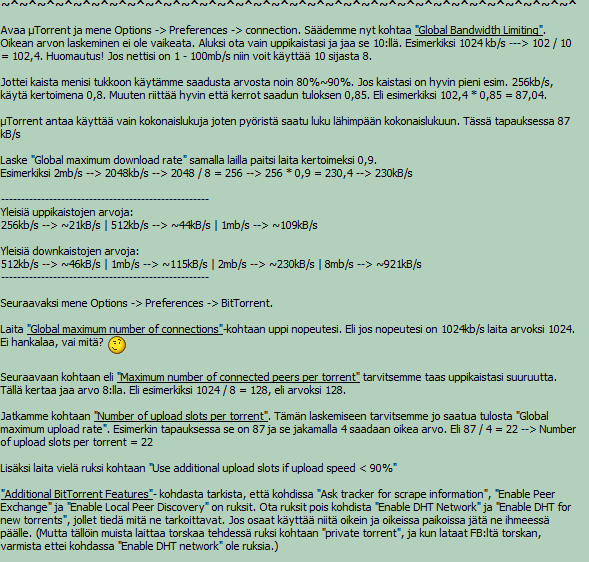 ~^~^~^~^~^~^~^~^~^~^~^~^~^~^~^~^~^~^~^~^~^~^~^~^~^~^~^~^~^~^~^~^~^
Avaa µTorrent ja mene Options -> Preferences -> connection. Säädemme nyt kohtaa "Global Bandwidth Limiting".
Oikean arvon laskeminen ei ole vaikeata. Aluksi ota vain uppikaistasi ja jaa se 10:llä. Esimerkiksi 1024 kb/s ---> 102 / 10
= 102,4. Huomautus! Jos nettisi on 1 - 100mb/s niin voit käyttää 10 sijasta 8.
Jottei kaista menisi tukkoon käytämme saadusta arvosta noin 80%~90%. Jos kaistasi on hyvin pieni esim. 256kb/s,
käytä kertoimena 0,8. Muuten riittää hyvin että kerrot saadun tuloksen 0,85. Eli esimerkiksi 102,4 * 0,85 = 87,04.
µTorrent antaa käyttää vain kokonaislukuja joten pyöristä saatu luku lähimpään kokonaislukuun. Tässä tapauksessa 87
kB/s
Laske "Global maximum download rate" samalla lailla paitsi laita kertoimeksi 0,9.
Esimerkiksi 2mb/s --> 2048kb/s --> 2048 / 8 = 256 --> 256 * 0,9 = 230,4 --> 230kB/s
----------------------------------------------------
Yleisiä uppikaistojen arvoja:
256kb/s --> ~21kB/s | 512kb/s --> ~44kB/s | 1mb/s --> ~109kB/s
Yleisiä downkaistojen arvoja:
512kb/s --> ~46kB/s | 1mb/s --> ~115kB/s | 2mb/s --> ~230kB/s | 8mb/s --> ~921kB/s
----------------------------------------------------
Seuraavaksi mene Options -> Preferences -> BitTorrent.
Laita "Global maximum number of connections"-kohtaan uppi nopeutesi. Eli jos nopeutesi on 1024kb/s laita arvoksi 1024.
Ei hankalaa, vai mitä?
Seuraavaan kohtaan eli "Maximum number of connected peers per torrent" tarvitsemme taas uppikaistasi suuruutta.
Tällä kertaa jaa arvo 8:lla. Eli esimerkiksi 1024 / 8 = 128, eli arvoksi 128.
Jatkamme kohtaan "Number of upload slots per torrent". Tämän laskemiseen tarvitsemme jo saatua tulosta "Global
maximum upload rate". Esimerkin tapauksessa se on 87 ja se jakamalla 4 saadaan oikea arvo. Eli 87 / 4 = 22 --> Number
of upload slots per torrent = 22
Lisäksi laita vielä ruksi kohtaan "Use additional upload slots if upload speed < 90%"
"Additional BitTorrent Features"- kohdasta tarkista, että kohdissa "Ask tracker for scrape information", "Enable Peer
Exchange" ja "Enable Local Peer Discovery" on ruksit. Ota ruksit pois kohdista "Enable DHT Network" ja "Enable DHT for
new torrents", jollet tiedä mitä ne tarkoittavat. Jos osaat käyttää niitä oikein ja oikeissa paikoissa jätä ne ihmeessä
päälle. (Mutta tällöin muista laittaa torskaa tehdessä ruksi kohtaan "private torrent", ja kun lataat FB:ltä torskan,
varmista ettei kohdassa "Enable DHT network" ole ruksia.)